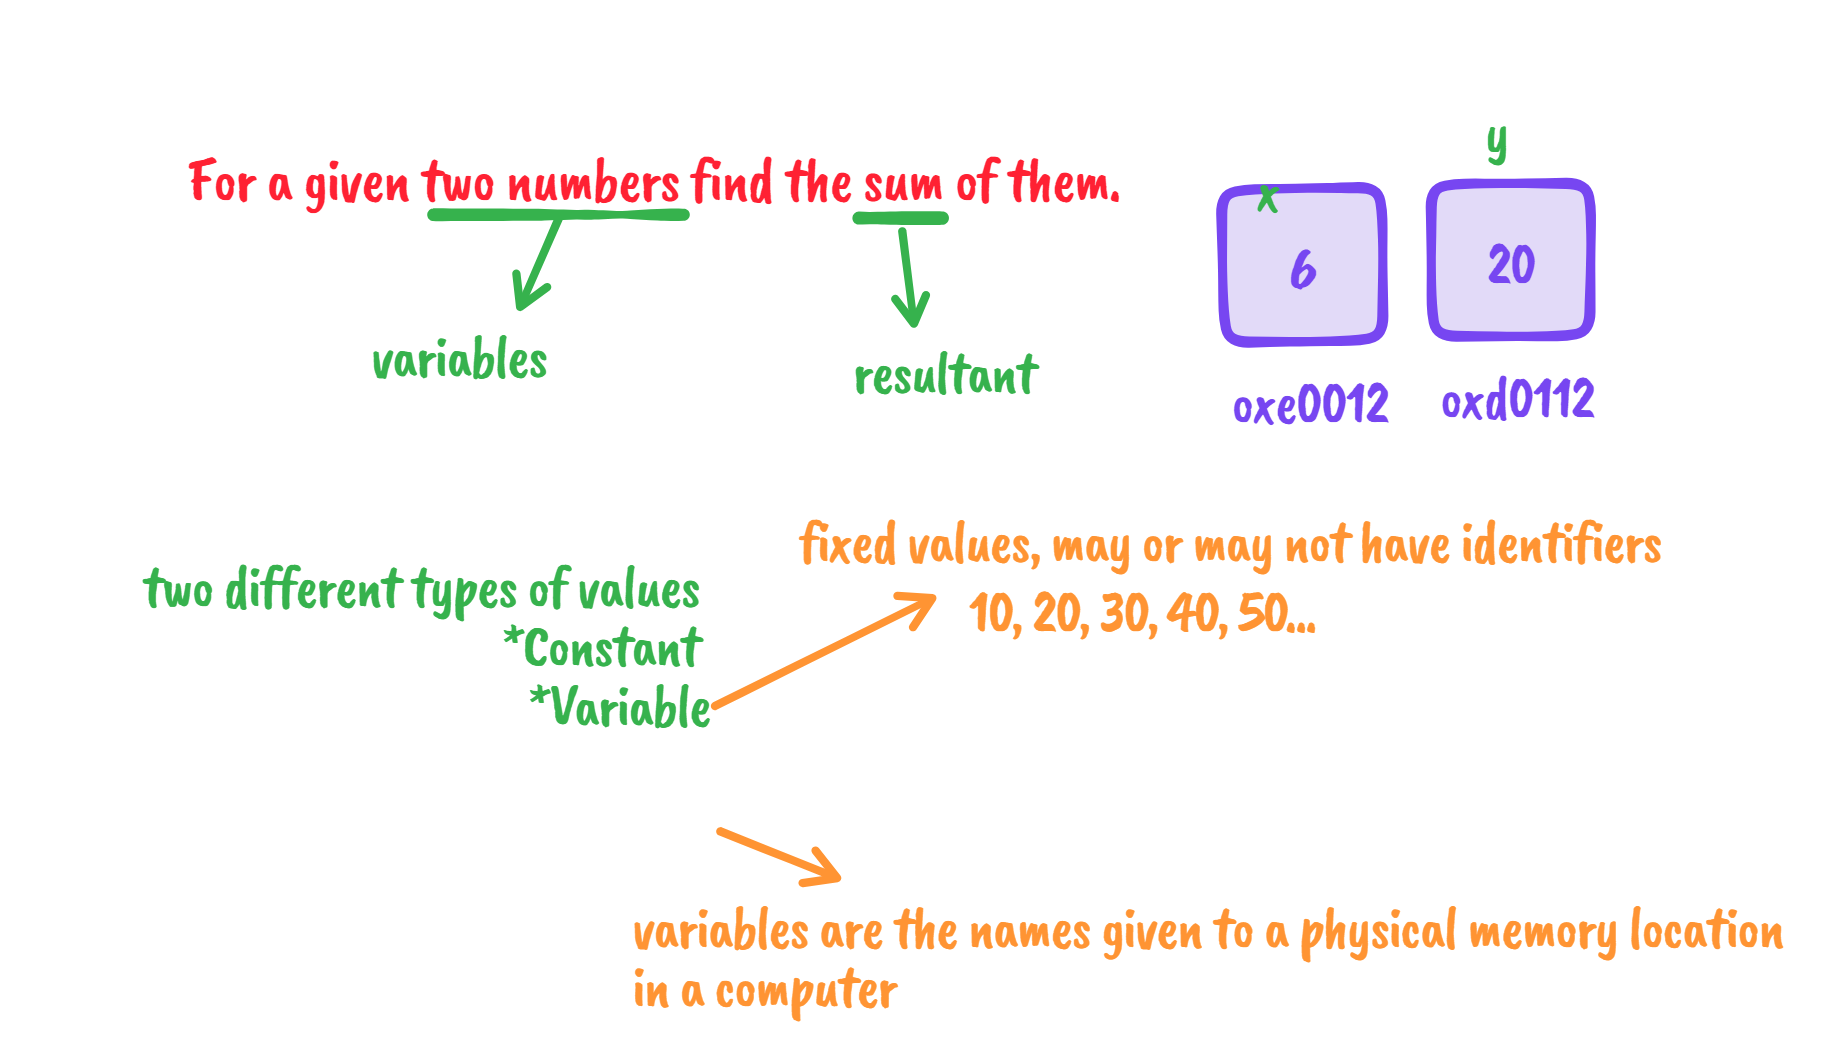 For a given two numbers find the sum of them.
variables
resultant
y
x
6
20
oxe0012
oxd0112
two different types of values
*Constant
*Variable
fixed values, may or may not have identifiers
10, 20, 30, 40, 50...
variables are the names given to a physical memory location
in a computer